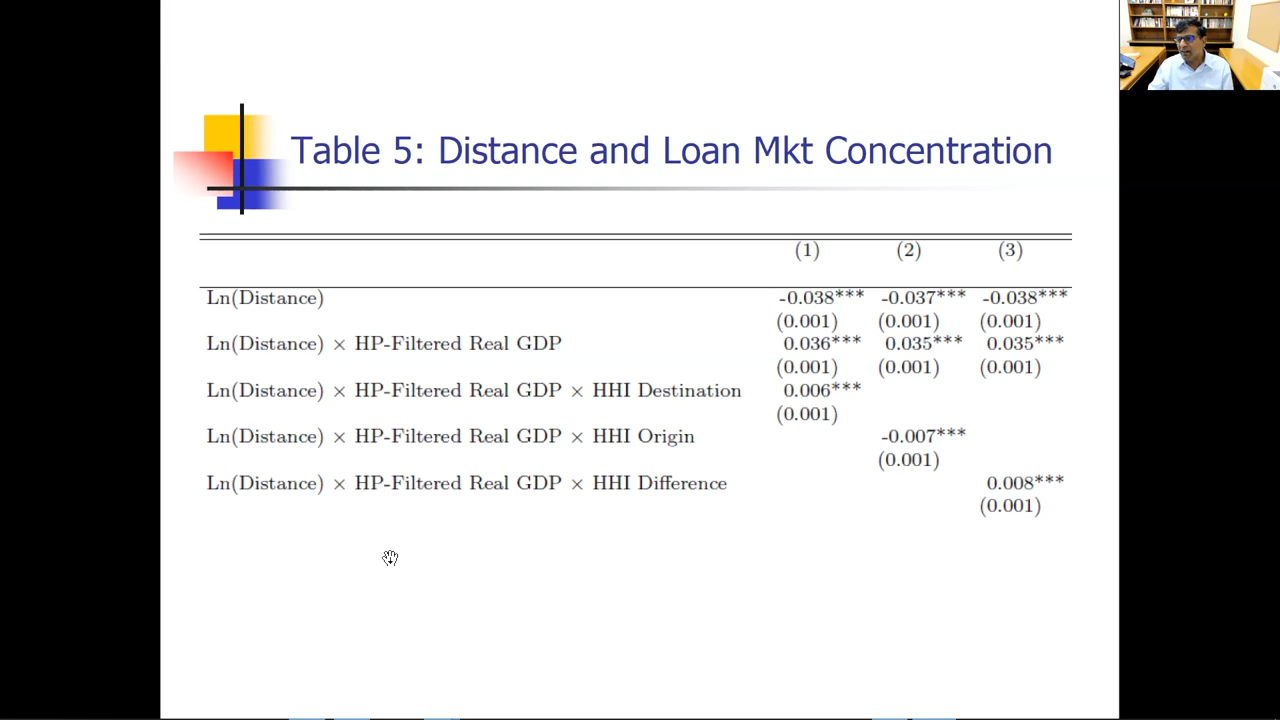 Table 5: Distance and Loan Mkt Concentration
(1) (2) (3)
Ln(Distance) -0.038*** -0.037*** -0.038***
(0.001) (0.001) (0.001)
Ln(Distance) × HP-Filtered Real GDP 0.036*** 0.035*** 0.035***
(0.001) (0.001) (0.001)
Ln(Distance) × HP-Filtered Real GDP × HHI Destination 0.006***
(0.001)
Ln(Distance) × HP-Filtered Real GDP × HHI Origin -0.007***
(0.001)
Ln(Distance) × HP-Filtered Real GDP × HHI Difference 0.008***
(0.001)